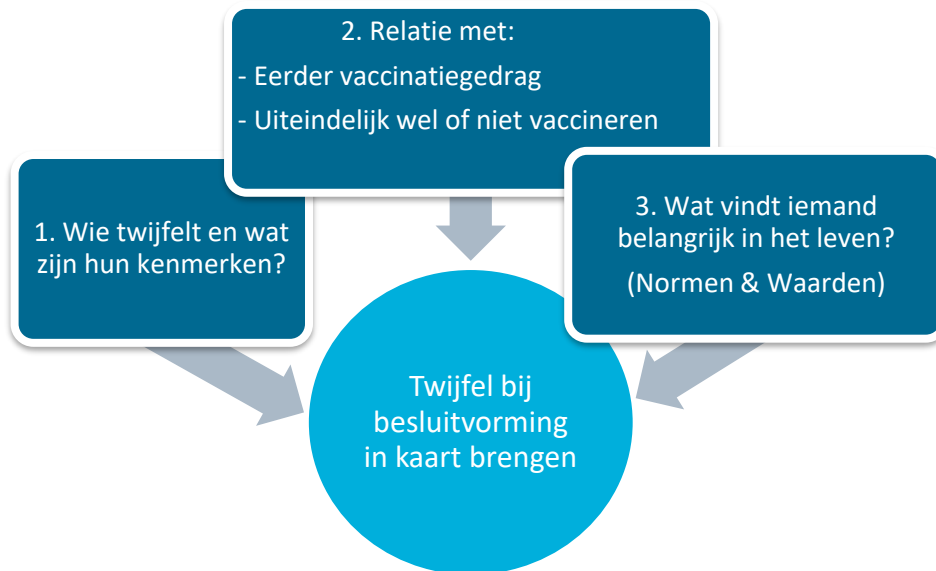 2. Relatie met:
- Eerder vaccinatiegedrag
- Uiteindelijk wel of niet vaccineren
1. Wie twijfelt en wat
zijn hun kenmerken?
3. Wat vindt iemand
belangrijk in het leven?
(Normen & Waarden)
Twijfel bij
besluitvorming
in kaart brengen